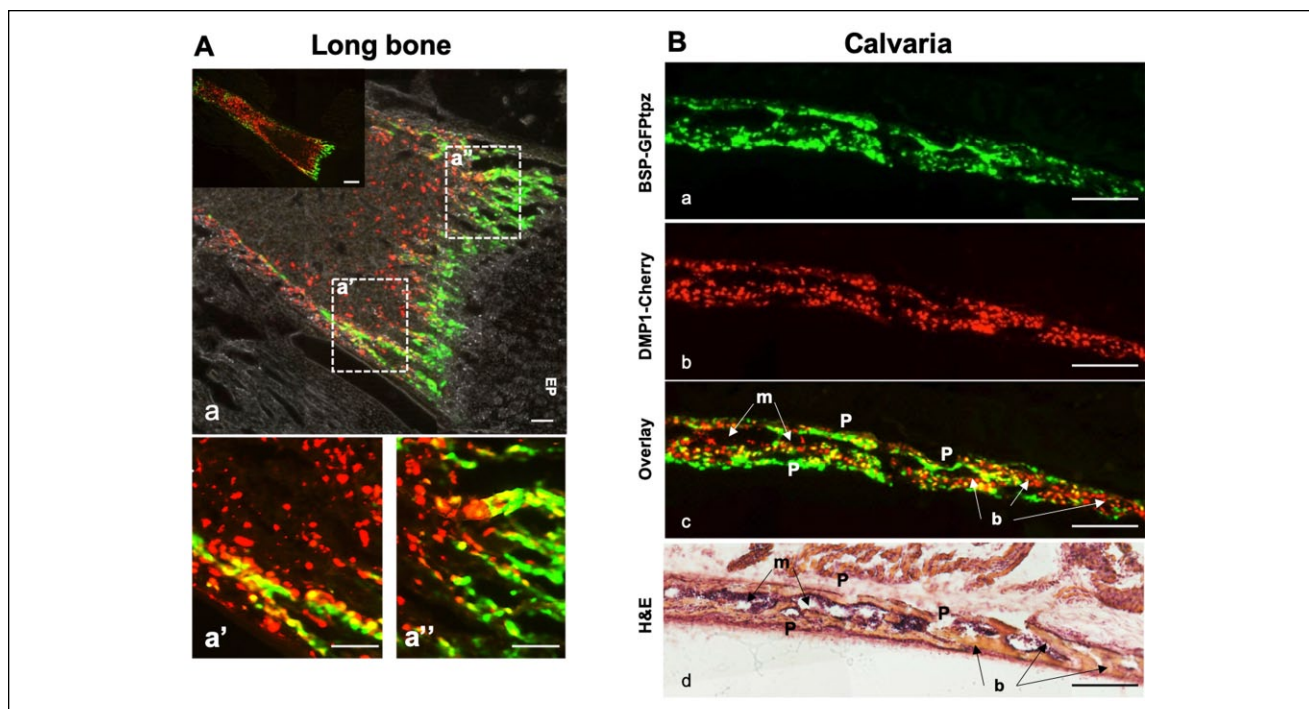 A Long bone
a''
a'
EP
a
a'
a''
B Calvaria
BSP-GFPtpz
a
DMP1-Cherry
b
Overlay
m
P
P
P
b
c
H&E
m
P
P
P
b
d